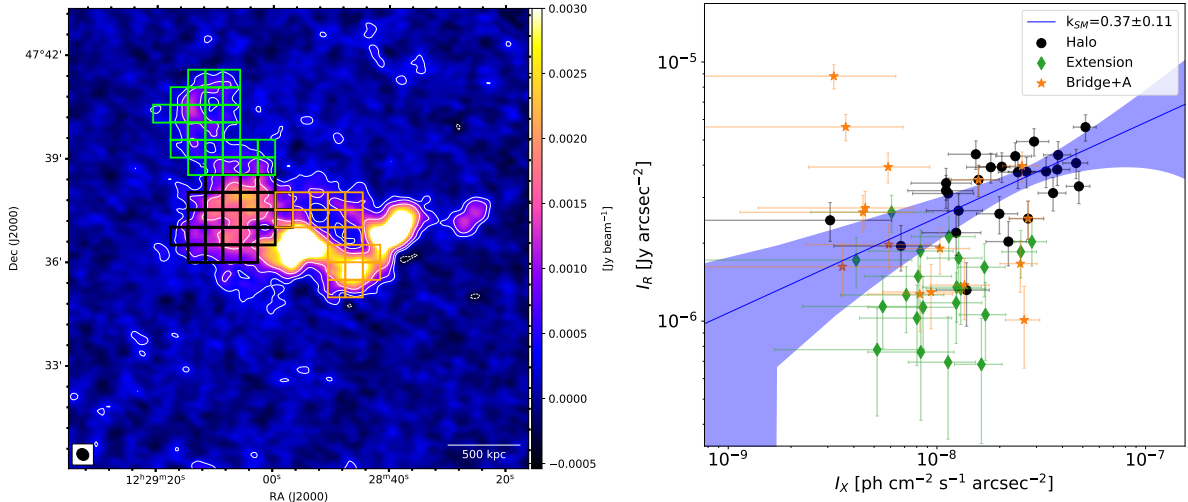 47°42'
39'
36'
33'
Dec (J2000)
12ʰ29ᵐ20ˢ 00ˢ 28ᵐ40ˢ 20ˢ
RA (J2000)
500 kpc
0.0030
0.0025
0.0020
0.0015
0.0010
0.0005
0.0000
−0.0005
[Jy beam⁻¹]
k_SM=0.37±0.11
Halo
Extension
Bridge+A
10⁻⁵
10⁻⁶
I_R [Jy arcsec⁻²]
10⁻⁹ 10⁻⁸ 10⁻⁷
I_X [ph cm⁻² s⁻¹ arcsec⁻²]